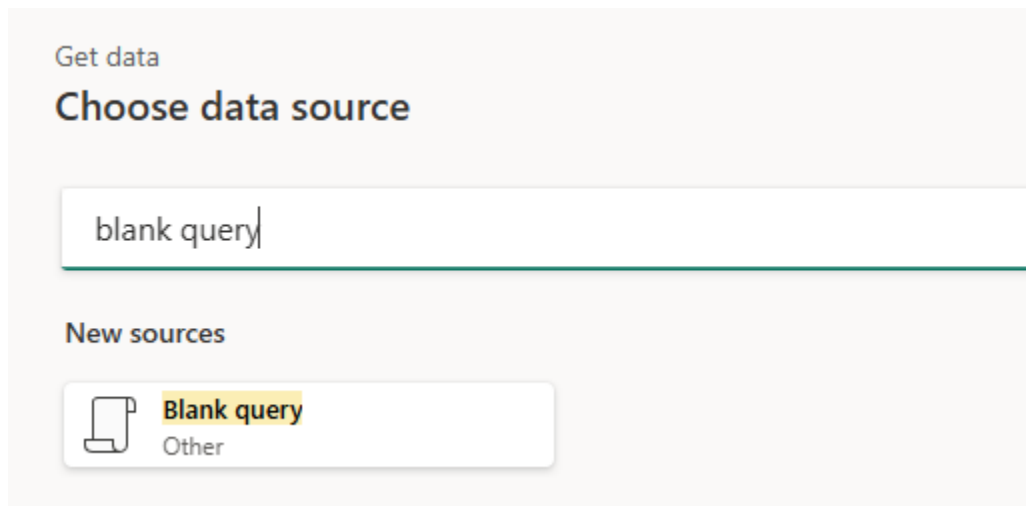 Get data
Choose data source
blank query
New sources
Blank query
Other